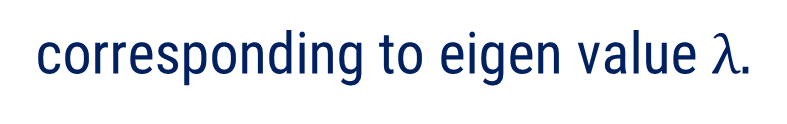 corresponding to eigen value λ.